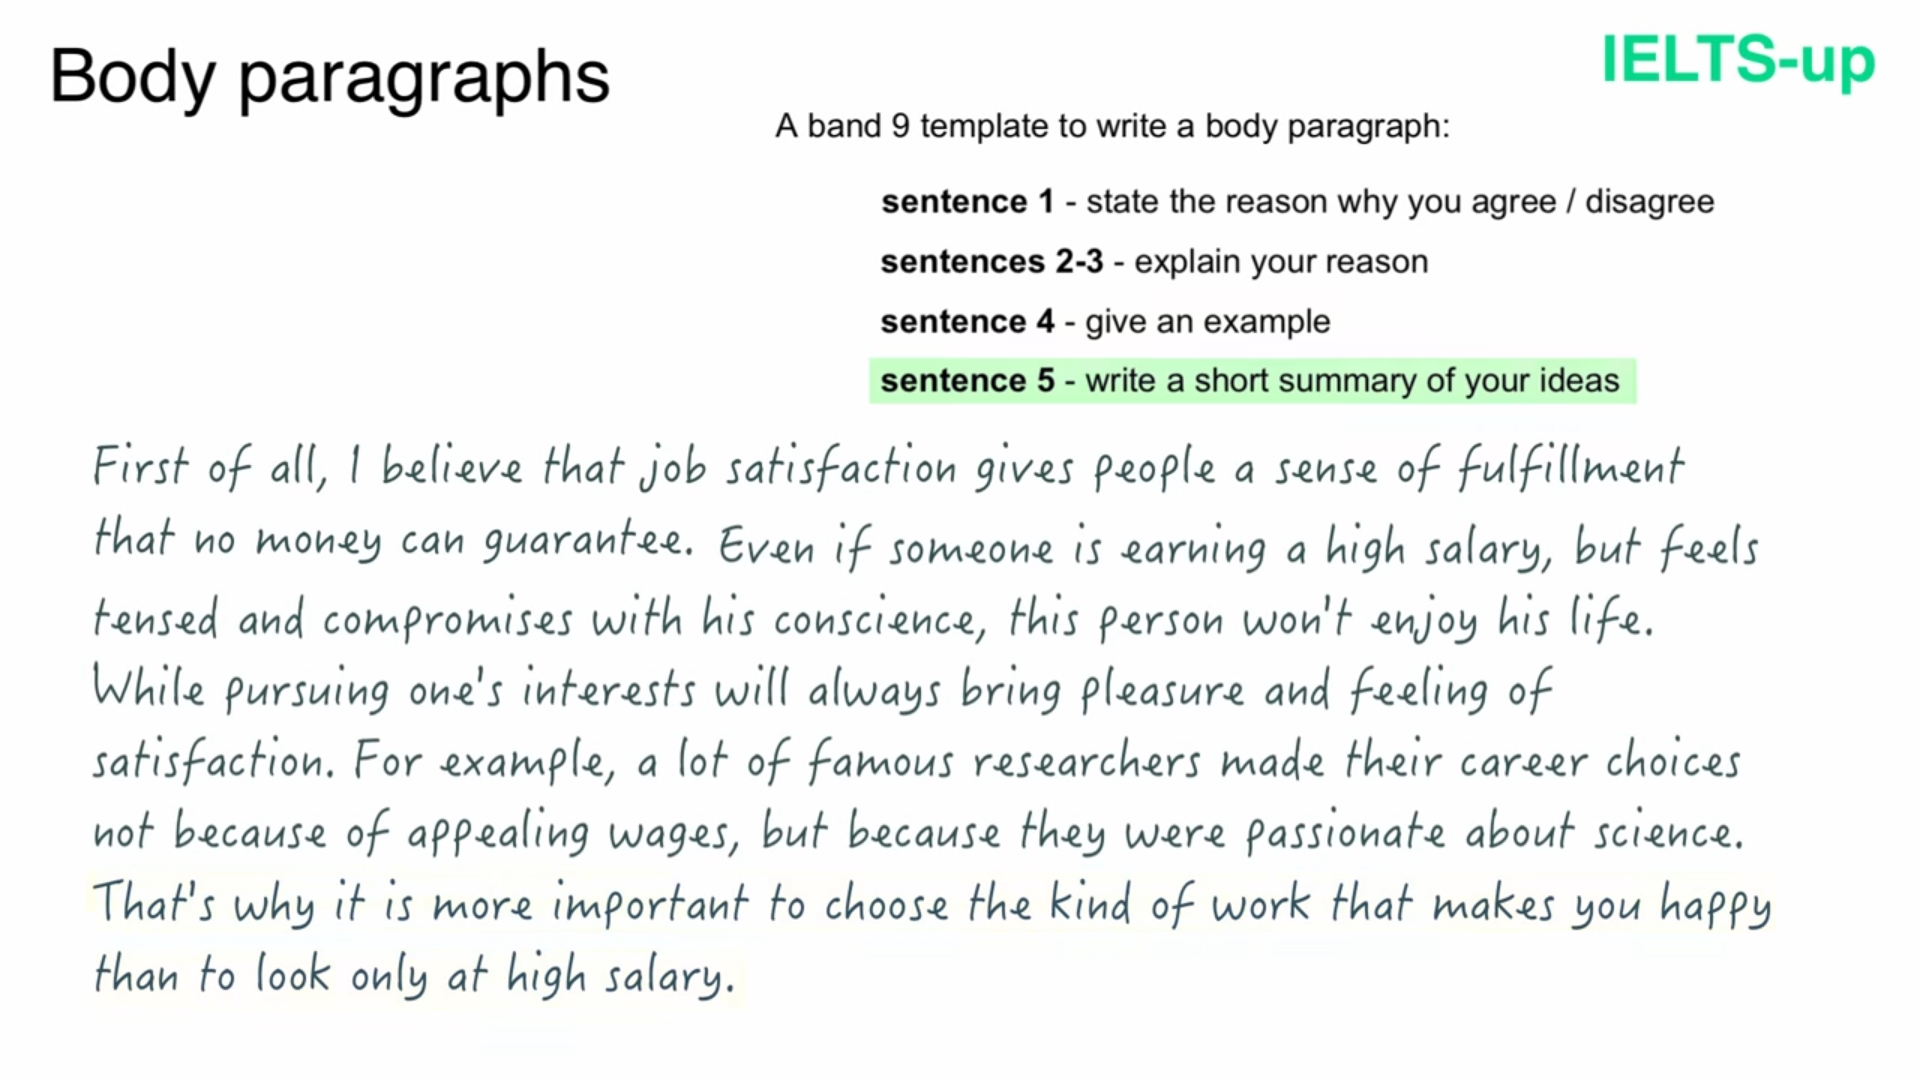 Body paragraphs
IELTS-up
A band 9 template to write a body paragraph:
sentence 1 - state the reason why you agree / disagree
sentences 2-3 - explain your reason
sentence 4 - give an example
sentence 5 - write a short summary of your ideas
First of all, I believe that job satisfaction gives people a sense of fulfillment
that no money can guarantee. Even if someone is earning a high salary, but feels
tensed and compromises with his conscience, this person won't enjoy his life.
While pursuing one's interests will always bring pleasure and feeling of
satisfaction. For example, a lot of famous researchers made their career choices
not because of appealing wages, but because they were passionate about science.
That's why it is more important to choose the kind of work that makes you happy
than to look only at high salary.